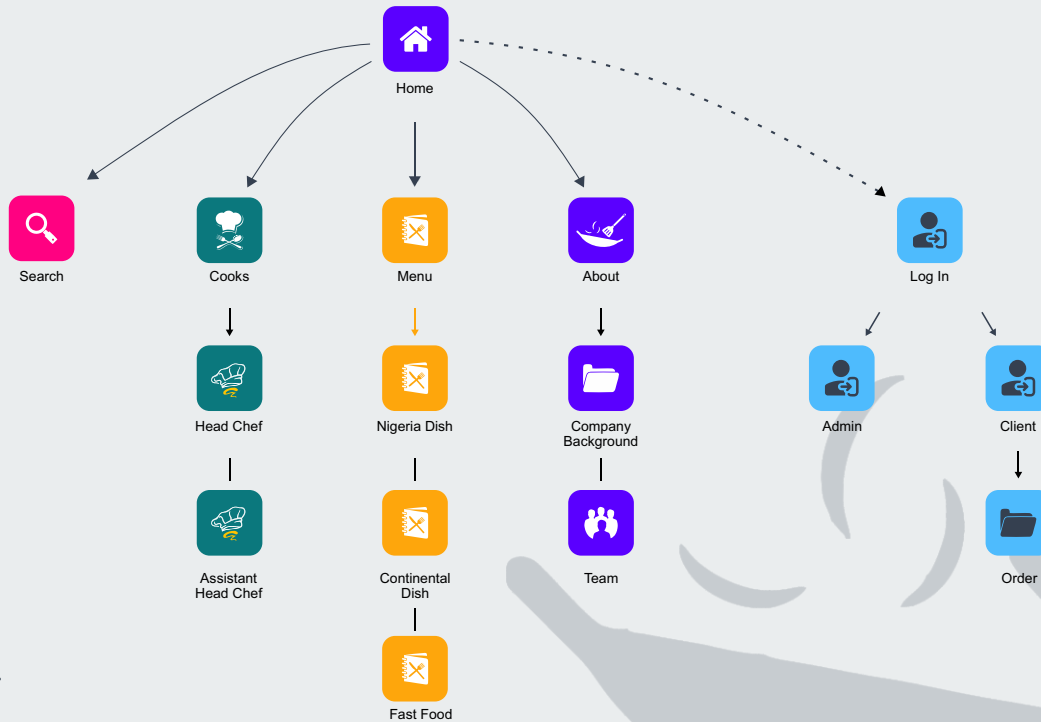 Home
Search
Cooks
Menu
About
Log In
Head Chef
Nigeria Dish
Company
Background
Admin
Client
Assistant
Head Chef
Continental
Dish
Team
Order
Fast Food